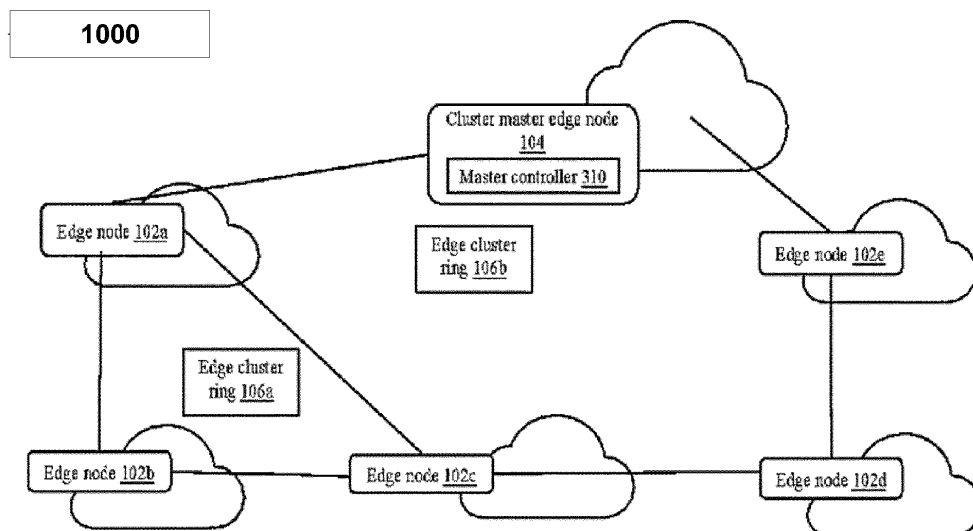 1000
Cluster master edge node
104
Master controller 310
Edge node 102a
Edge cluster
ring 106b
Edge node 102e
Edge cluster
ring 106a
Edge node 102b
Edge node 102c
Edge node 102d